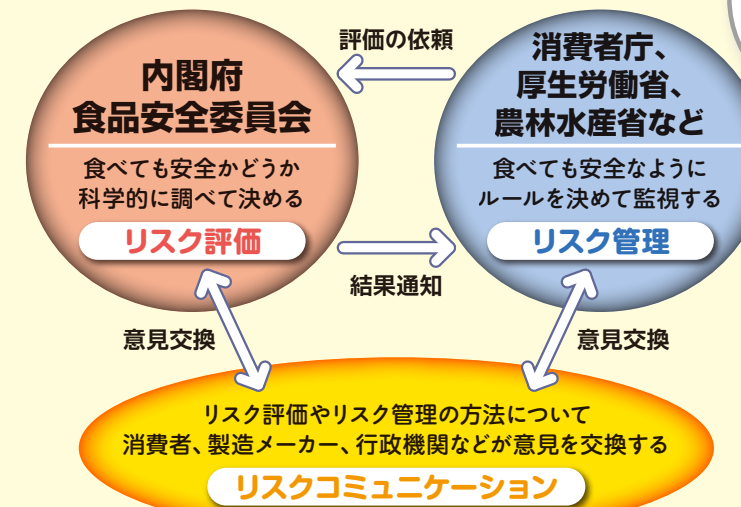 評価の依頼
内閣府
食品安全委員会
食べても安全かどうか
科学的に調べて決める
リスク評価
消費者庁、
厚生労働省、
農林水産省など
食べても安全なように
ルールを決めて監視する
リスク管理
結果通知
意見交換
意見交換
リスク評価やリスク管理の方法について
消費者、製造メーカー、行政機関などが意見を交換する
リスクコミュニケーション